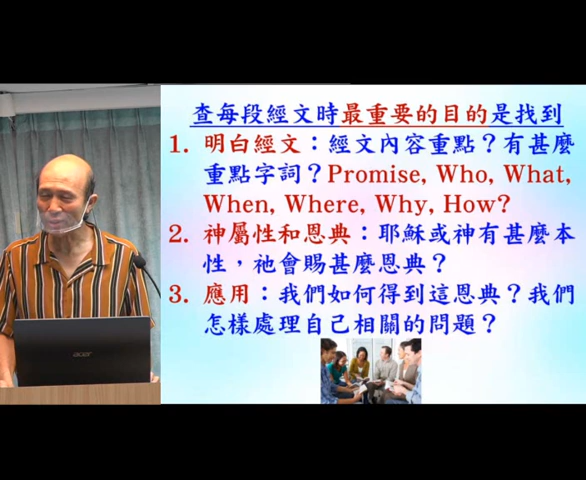 查每段經文時最重要的目的是找到
1. 明白經文：經文內容重點？有甚麼
重點字詞？Promise, Who, What,
When, Where, Why, How?
2. 神屬性和恩典：耶穌或神有甚麼本
性，祂會賜甚麼恩典？
3. 應用：我們如何得到這恩典？我們
怎樣處理自己相關的問題？
acer